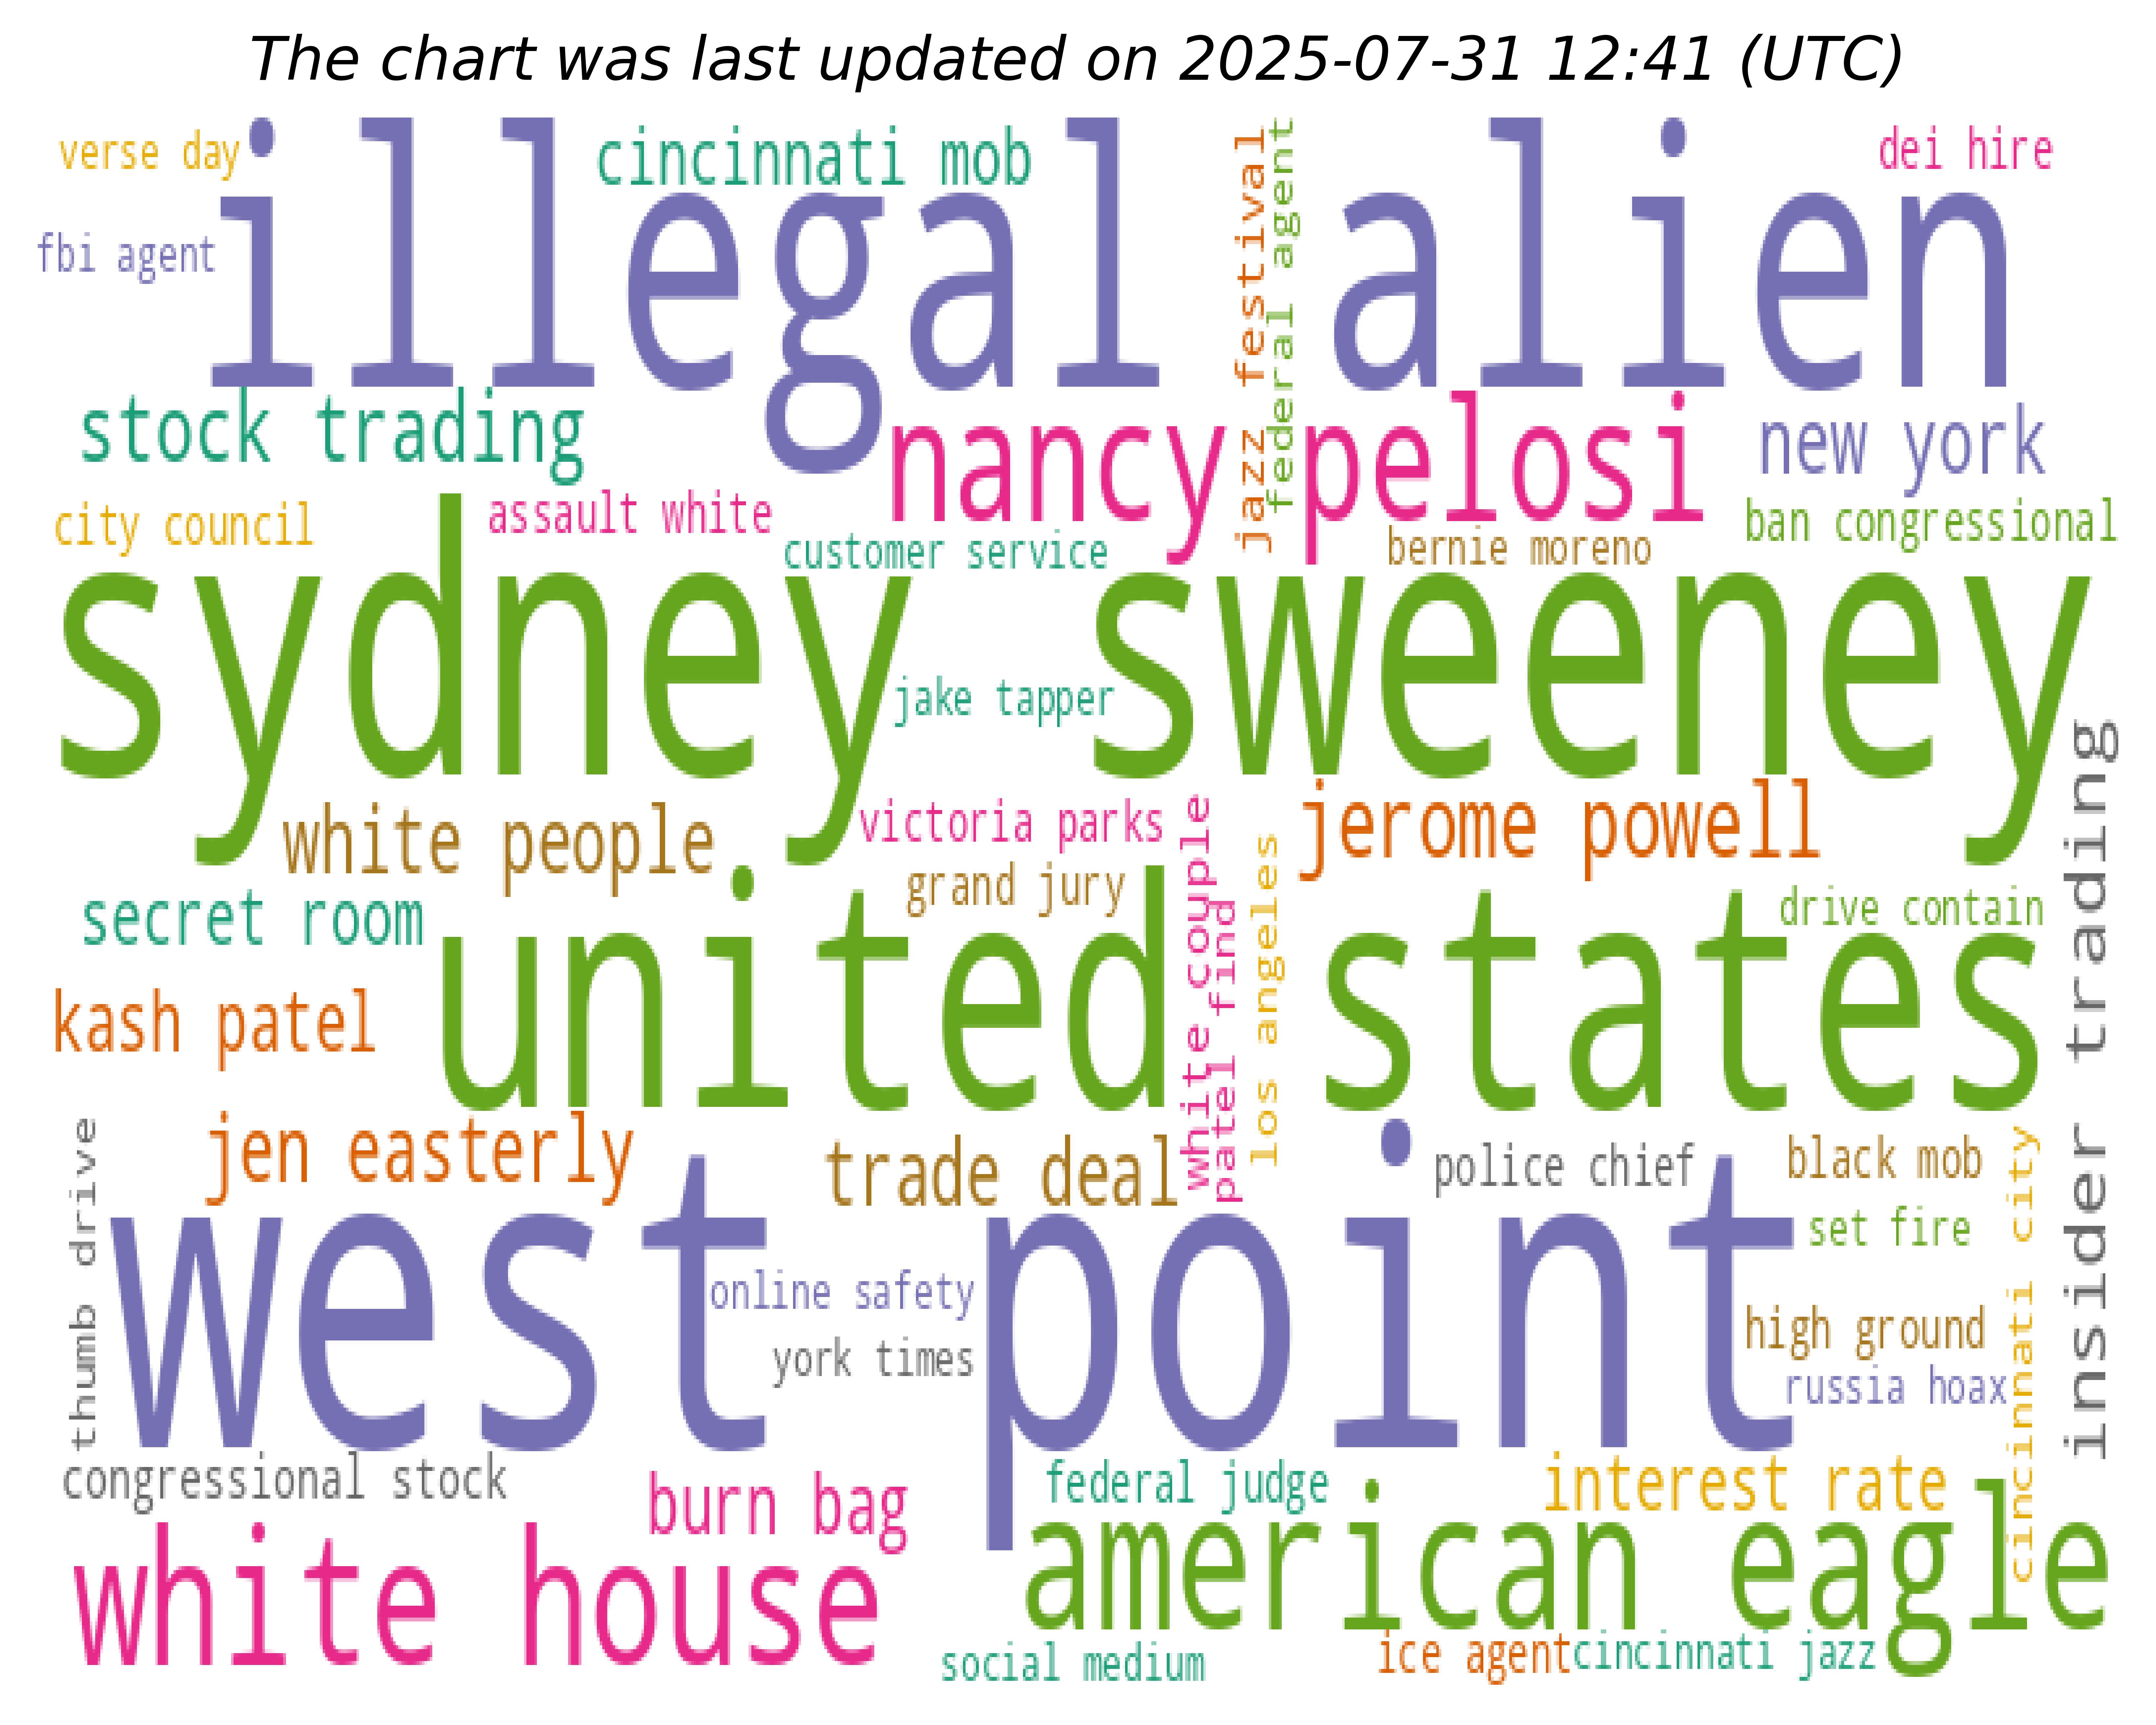 The chart was last updated on 2025-07-31 12:41 (UTC)
verse day
cincinnati mob
dei hire
fbi agent
illegal alien
jazz festival
federal agent
stock trading
nancy pelosi
new york
city council
assault white
customer service
bernie moreno
ban congressional
sydney sweeney
jake tapper
white people
victoria parks
jerome powell
insider trading
secret room
grand jury
white couple
patel find
los angeles
drive contain
kash patel
united states
jen easterly
trade deal
police chief
black mob
thumb drive
west point
set fire
cincinnati city
online safety
high ground
york times
russia hoax
congressional stock
burn bag
federal judge
interest rate
white house
american eagle
social medium
ice agent
cincinnati jazz